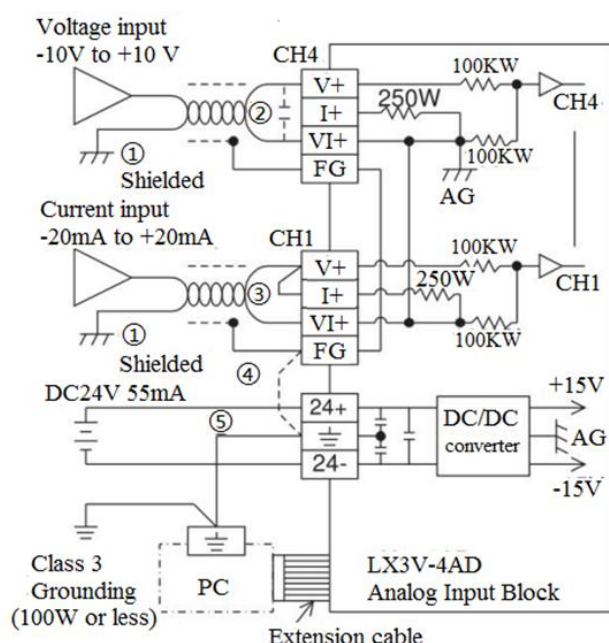 Voltage input
-10V to +10 V
CH4
V+
I+
VI+
FG
②
①
Shielded
100KW
250W
100KW
CH4
AG
Current input
-20mA to +20mA
CH1
V+
I+
VI+
FG
③
①
Shielded
④
100KW
250W
100KW
CH1
DC24V 55mA
⑤
24+
24-
DC/DC
converter
+15V
AG
-15V
Class 3
Grounding
(100W or less)
PC
LX3V-4AD
Analog Input Block
Extension cable